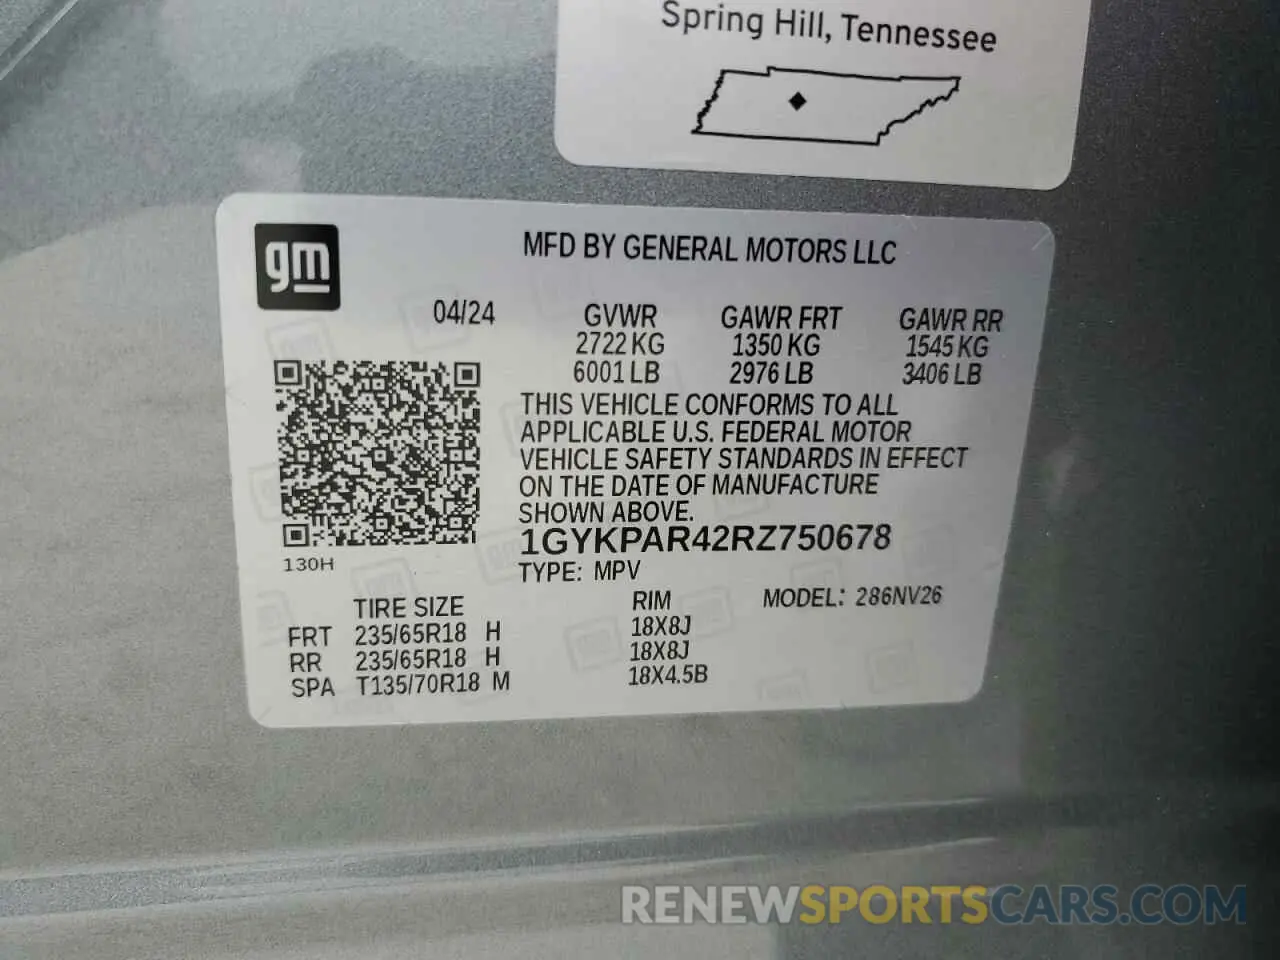 Spring Hill, Tennessee
gm
MFD BY GENERAL MOTORS LLC
04/24
GVWR GAWR FRT GAWR RR
2722 KG 1350 KG 1545 KG
6001 LB 2976 LB 3406 LB
THIS VEHICLE CONFORMS TO ALL
APPLICABLE U.S. FEDERAL MOTOR
VEHICLE SAFETY STANDARDS IN EFFECT
ON THE DATE OF MANUFACTURE
SHOWN ABOVE.
1GYKPAR42RZ750678
130H
TYPE: MPV
TIRE SIZE RIM MODEL: 286NV26
FRT 235/65R18 H 18X8J
RR 235/65R18 H 18X8J
SPA T135/70R18 M 18X4.5B
RENEWSPORTSCARS.COM